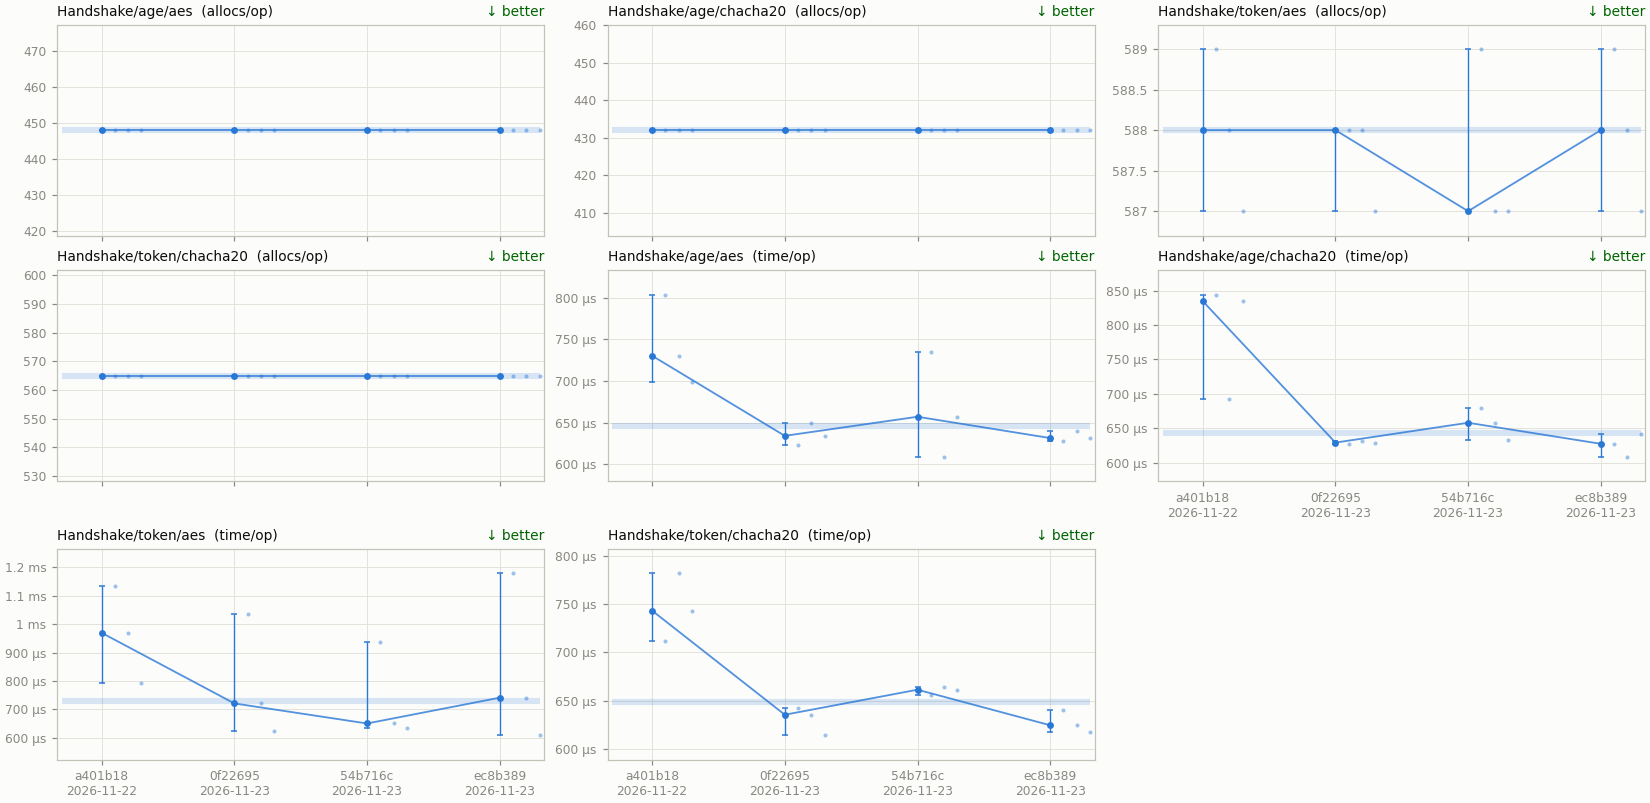 Handshake/age/aes (allocs/op) ↓ better
470
460
450
440
430
420
Handshake/age/chacha20 (allocs/op) ↓ better
460
450
440
430
420
410
Handshake/token/aes (allocs/op) ↓ better
589
588.5
588
587.5
587
Handshake/token/chacha20 (allocs/op) ↓ better
600
590
580
570
560
550
540
530
Handshake/age/aes (time/op) ↓ better
800 µs
750 µs
700 µs
650 µs
600 µs
Handshake/age/chacha20 (time/op) ↓ better
850 µs
800 µs
750 µs
700 µs
650 µs
600 µs
a401b18 0f22695 54b716c ec8b389
2026-11-22 2026-11-23 2026-11-23 2026-11-23
Handshake/token/aes (time/op) ↓ better
1.2 ms
1.1 ms
1 ms
900 µs
800 µs
700 µs
600 µs
a401b18 0f22695 54b716c ec8b389
2026-11-22 2026-11-23 2026-11-23 2026-11-23
Handshake/token/chacha20 (time/op) ↓ better
800 µs
750 µs
700 µs
650 µs
600 µs
a401b18 0f22695 54b716c ec8b389
2026-11-22 2026-11-23 2026-11-23 2026-11-23